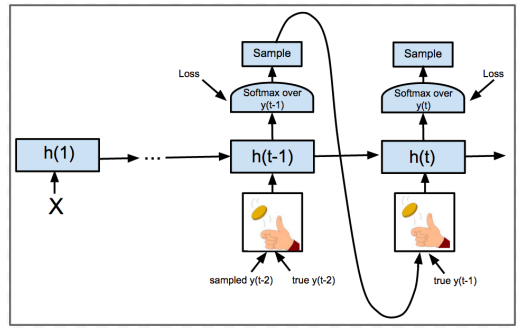 Sample
Sample
Loss
Softmax over
y(t-1)
Softmax over
y(t)
Loss
h(1)
...
h(t-1)
h(t)
X
sampled y(t-2)
true y(t-2)
true y(t-1)